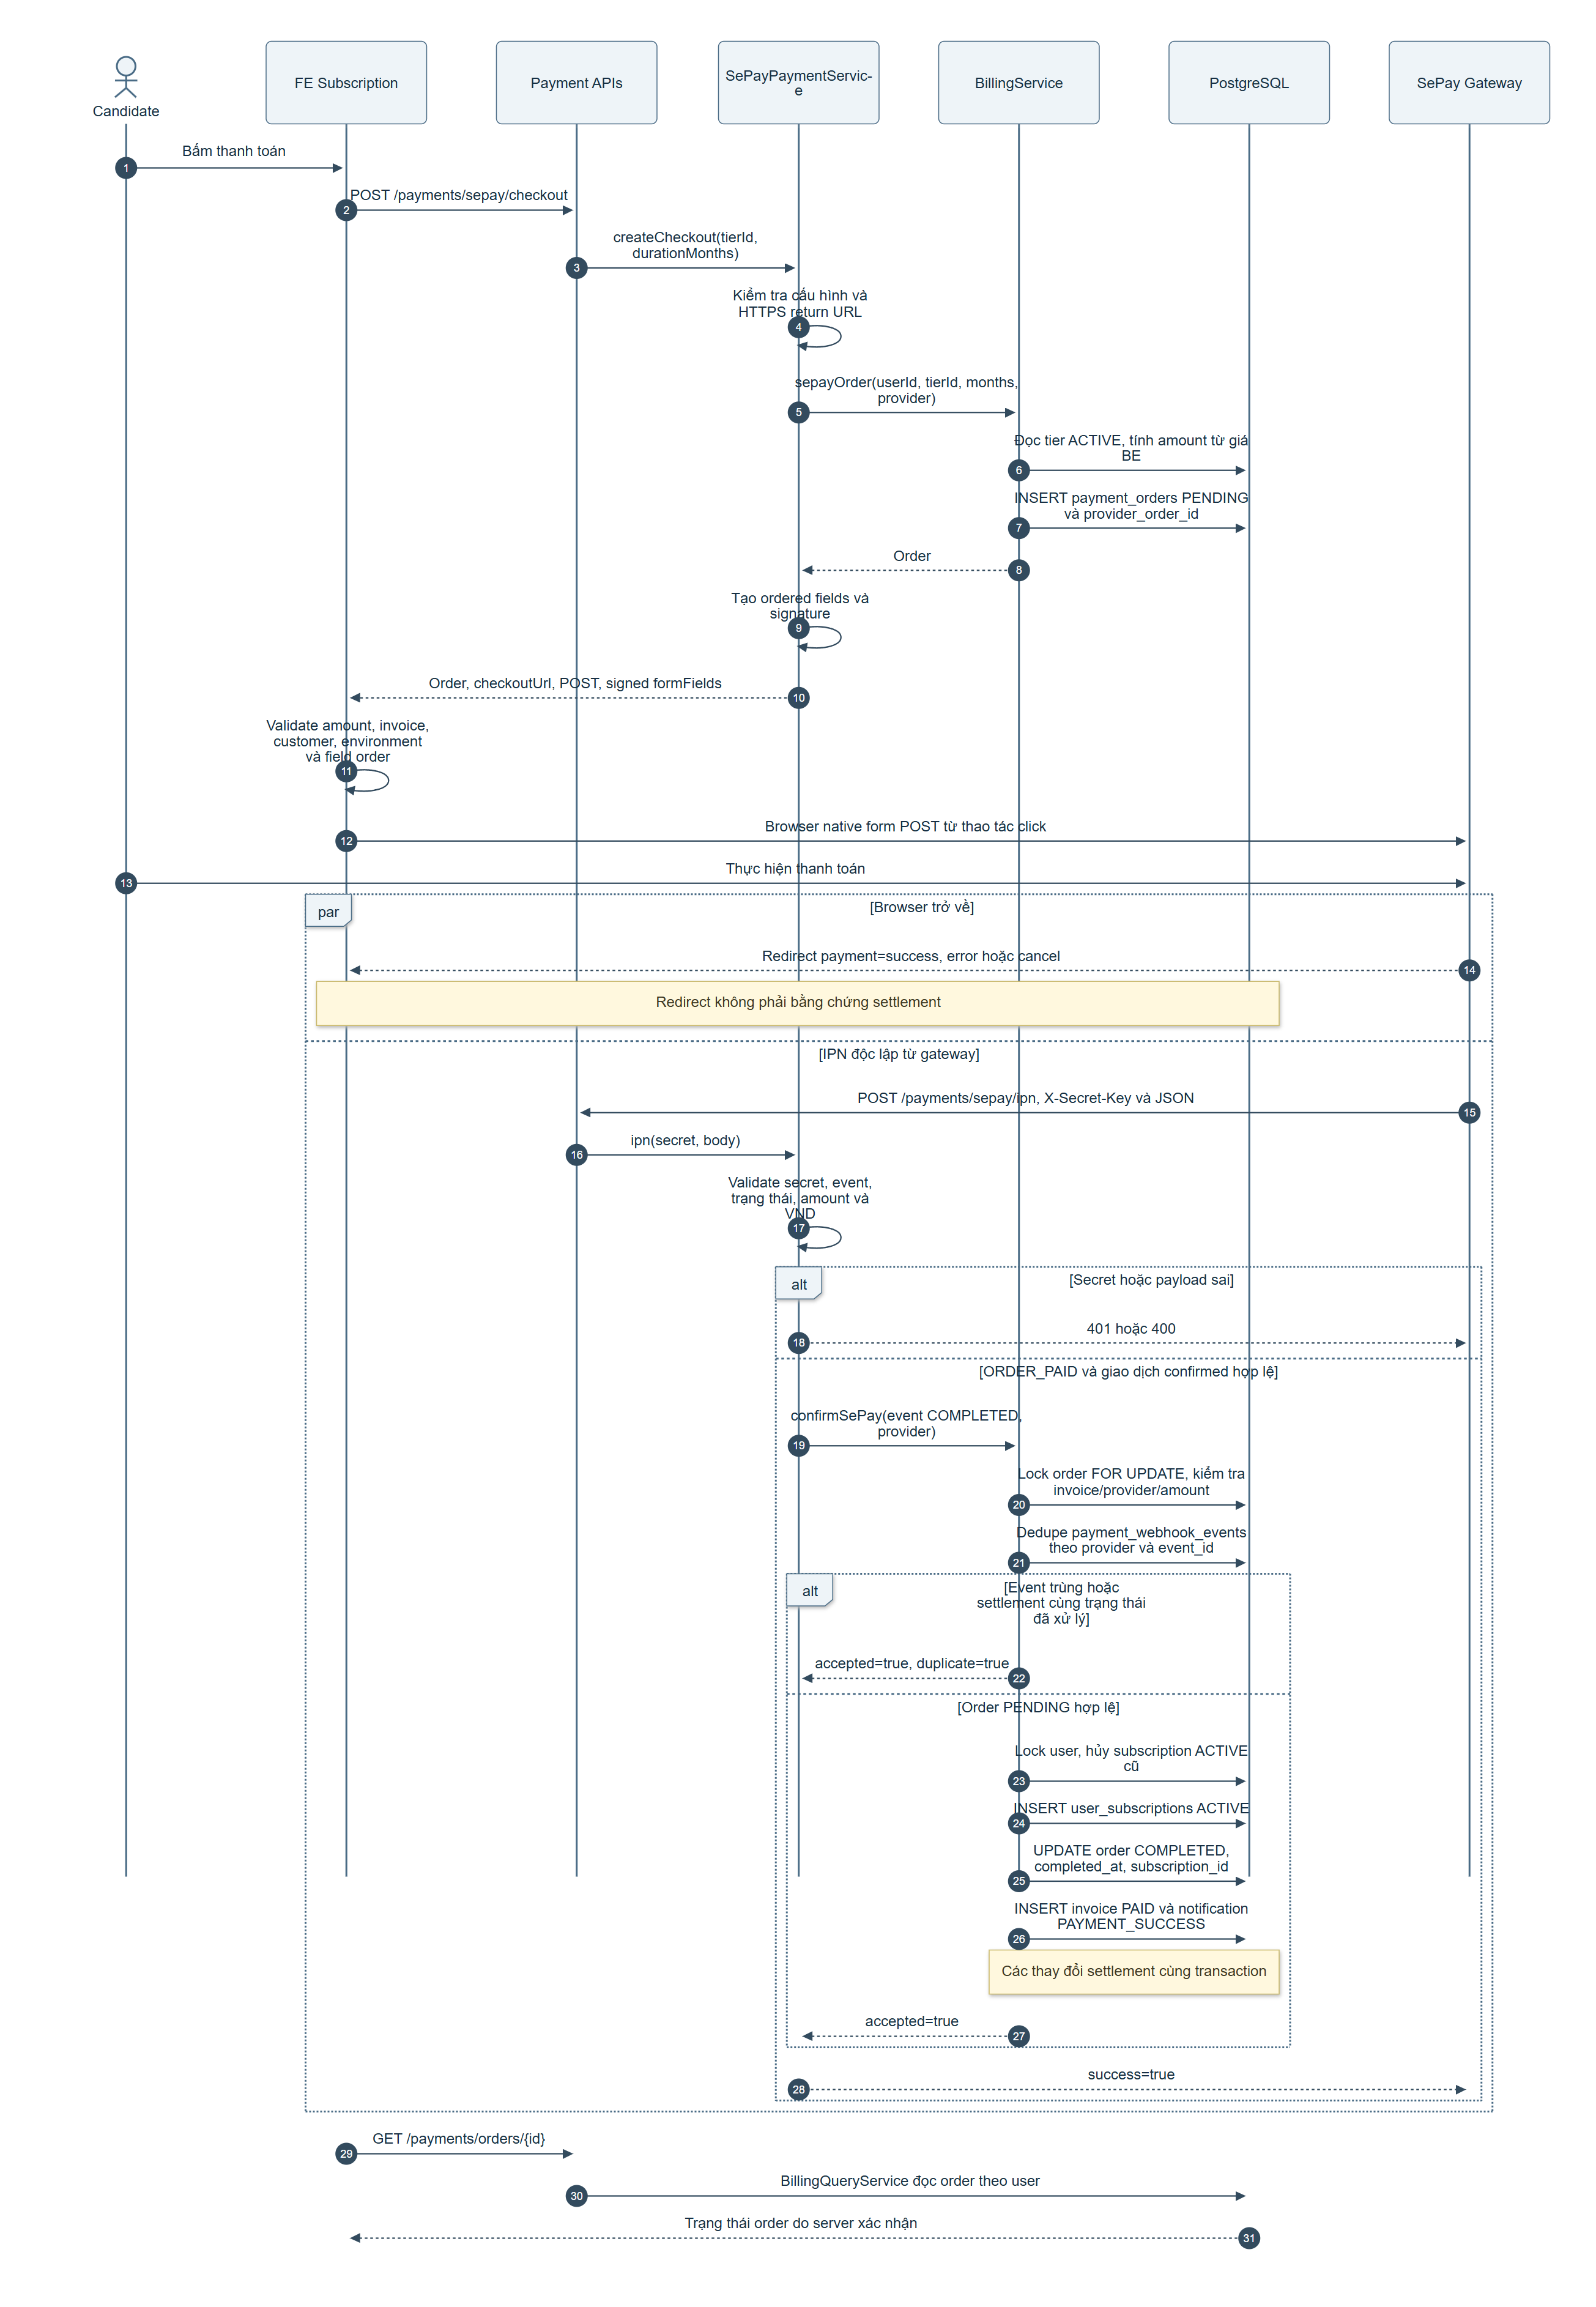 Candidate
FE Subscription
Payment APIs
SePayPaymentServic-
e
BillingService
PostgreSQL
SePay Gateway
Bấm thanh toán
1
POST /payments/sepay/checkout
2
createCheckout(tierId,
durationMonths)
3
Kiểm tra cấu hình và
HTTPS return URL
4
sepayOrder(userId, tierId, months,
provider)
5
Đọc tier ACTIVE, tính amount từ giá
BE
6
INSERT payment_orders PENDING
và provider_order_id
7
Order
8
Tạo ordered fields và
signature
9
Order, checkoutUrl, POST, signed formFields
10
Validate amount, invoice,
customer, environment
và field order
11
Browser native form POST từ thao tác click
12
Thực hiện thanh toán
13
par
[Browser trở về]
Redirect payment=success, error hoặc cancel
14
Redirect không phải bằng chứng settlement
[IPN độc lập từ gateway]
POST /payments/sepay/ipn, X-Secret-Key và JSON
15
ipn(secret, body)
16
Validate secret, event,
trạng thái, amount và
VND
17
alt
[Secret hoặc payload sai]
401 hoặc 400
18
[ORDER_PAID và giao dịch confirmed hợp lệ]
confirmSePay(event COMPLETED,
provider)
19
Lock order FOR UPDATE, kiểm tra
invoice/provider/amount
20
Dedupe payment_webhook_events
theo provider và event_id
21
alt
[Event trùng hoặc
settlement cùng trạng thái
đã xử lý]
accepted=true, duplicate=true
22
[Order PENDING hợp lệ]
Lock user, hủy subscription ACTIVE
cũ
23
INSERT user_subscriptions ACTIVE
24
UPDATE order COMPLETED,
completed_at, subscription_id
25
INSERT invoice PAID và notification
PAYMENT_SUCCESS
26
Các thay đổi settlement cùng transaction
accepted=true
27
success=true
28
GET /payments/orders/{id}
29
BillingQueryService đọc order theo user
30
Trạng thái order do server xác nhận
31